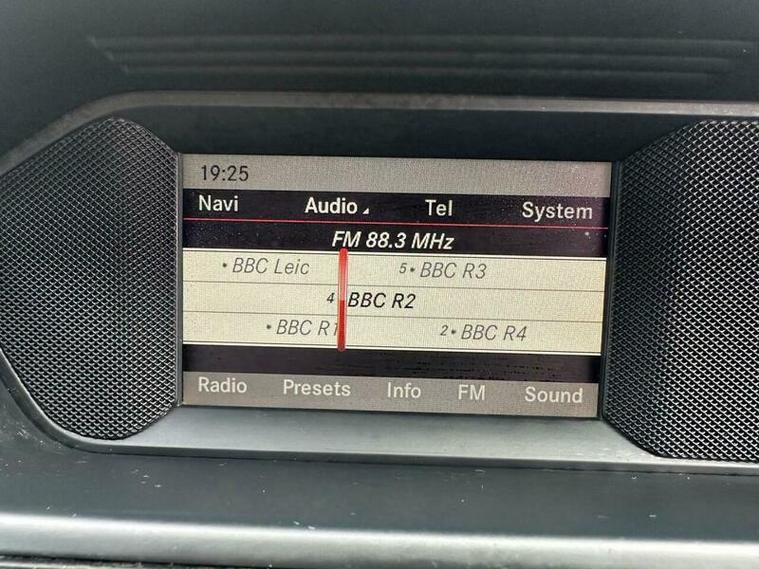 19:25
Navi Audio Tel System
FM 88.3 MHz
• BBC Leic 5• BBC R3
4 BBC R2
• BBC R1 2• BBC R4
Radio Presets Info FM Sound